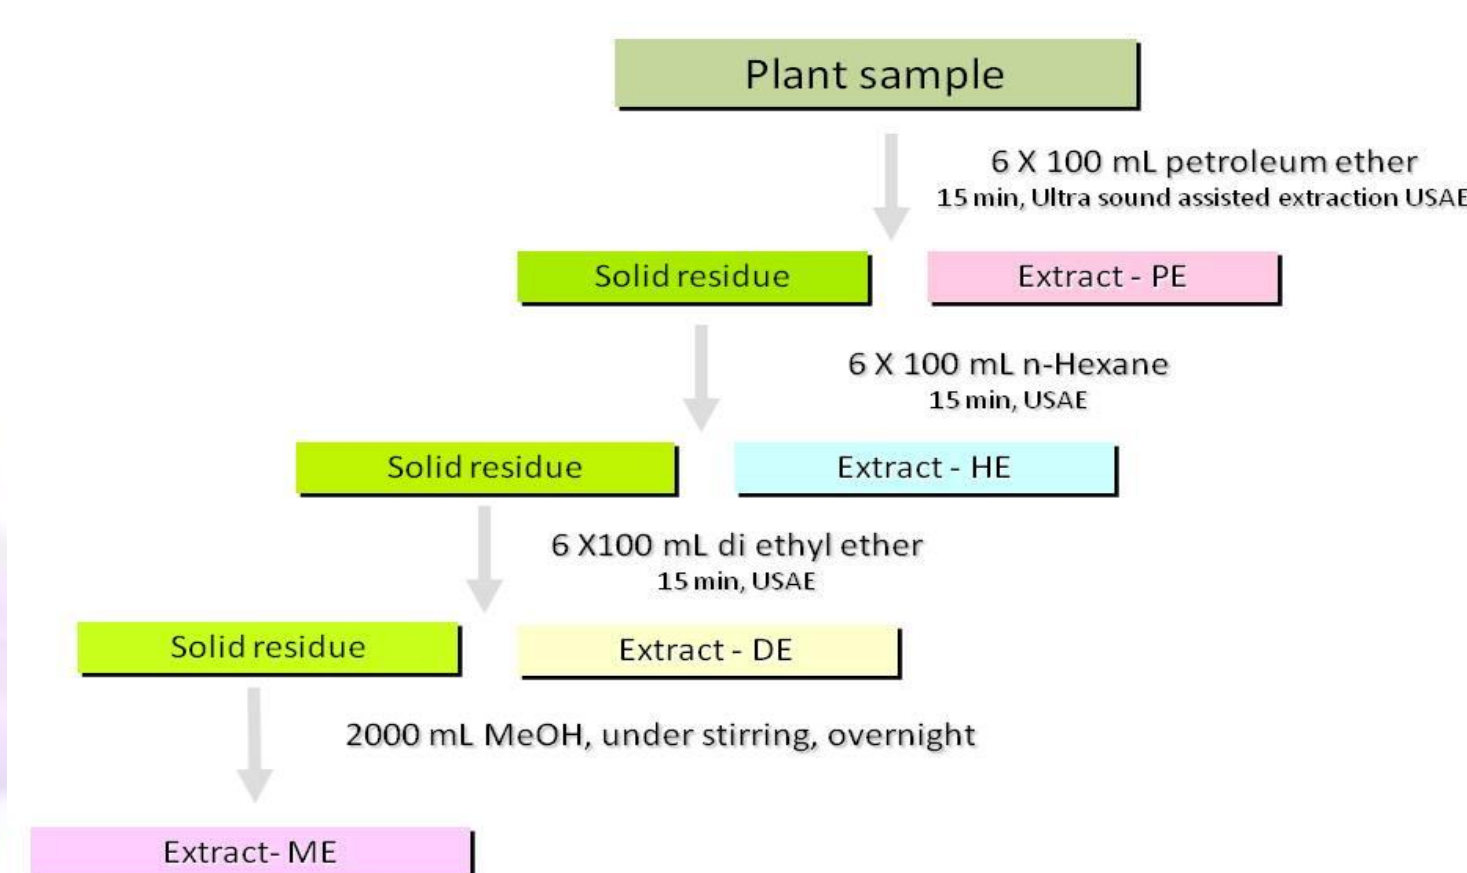 Plant sample
6 X 100 mL petroleum ether
15 min, Ultra sound assisted extraction USAE
Solid residue
Extract - PE
6 X 100 mL n-Hexane
15 min, USAE
Solid residue
Extract - HE
6 X100 mL di ethyl ether
15 min, USAE
Solid residue
Extract - DE
2000 mL MeOH, under stirring, overnight
Extract- ME